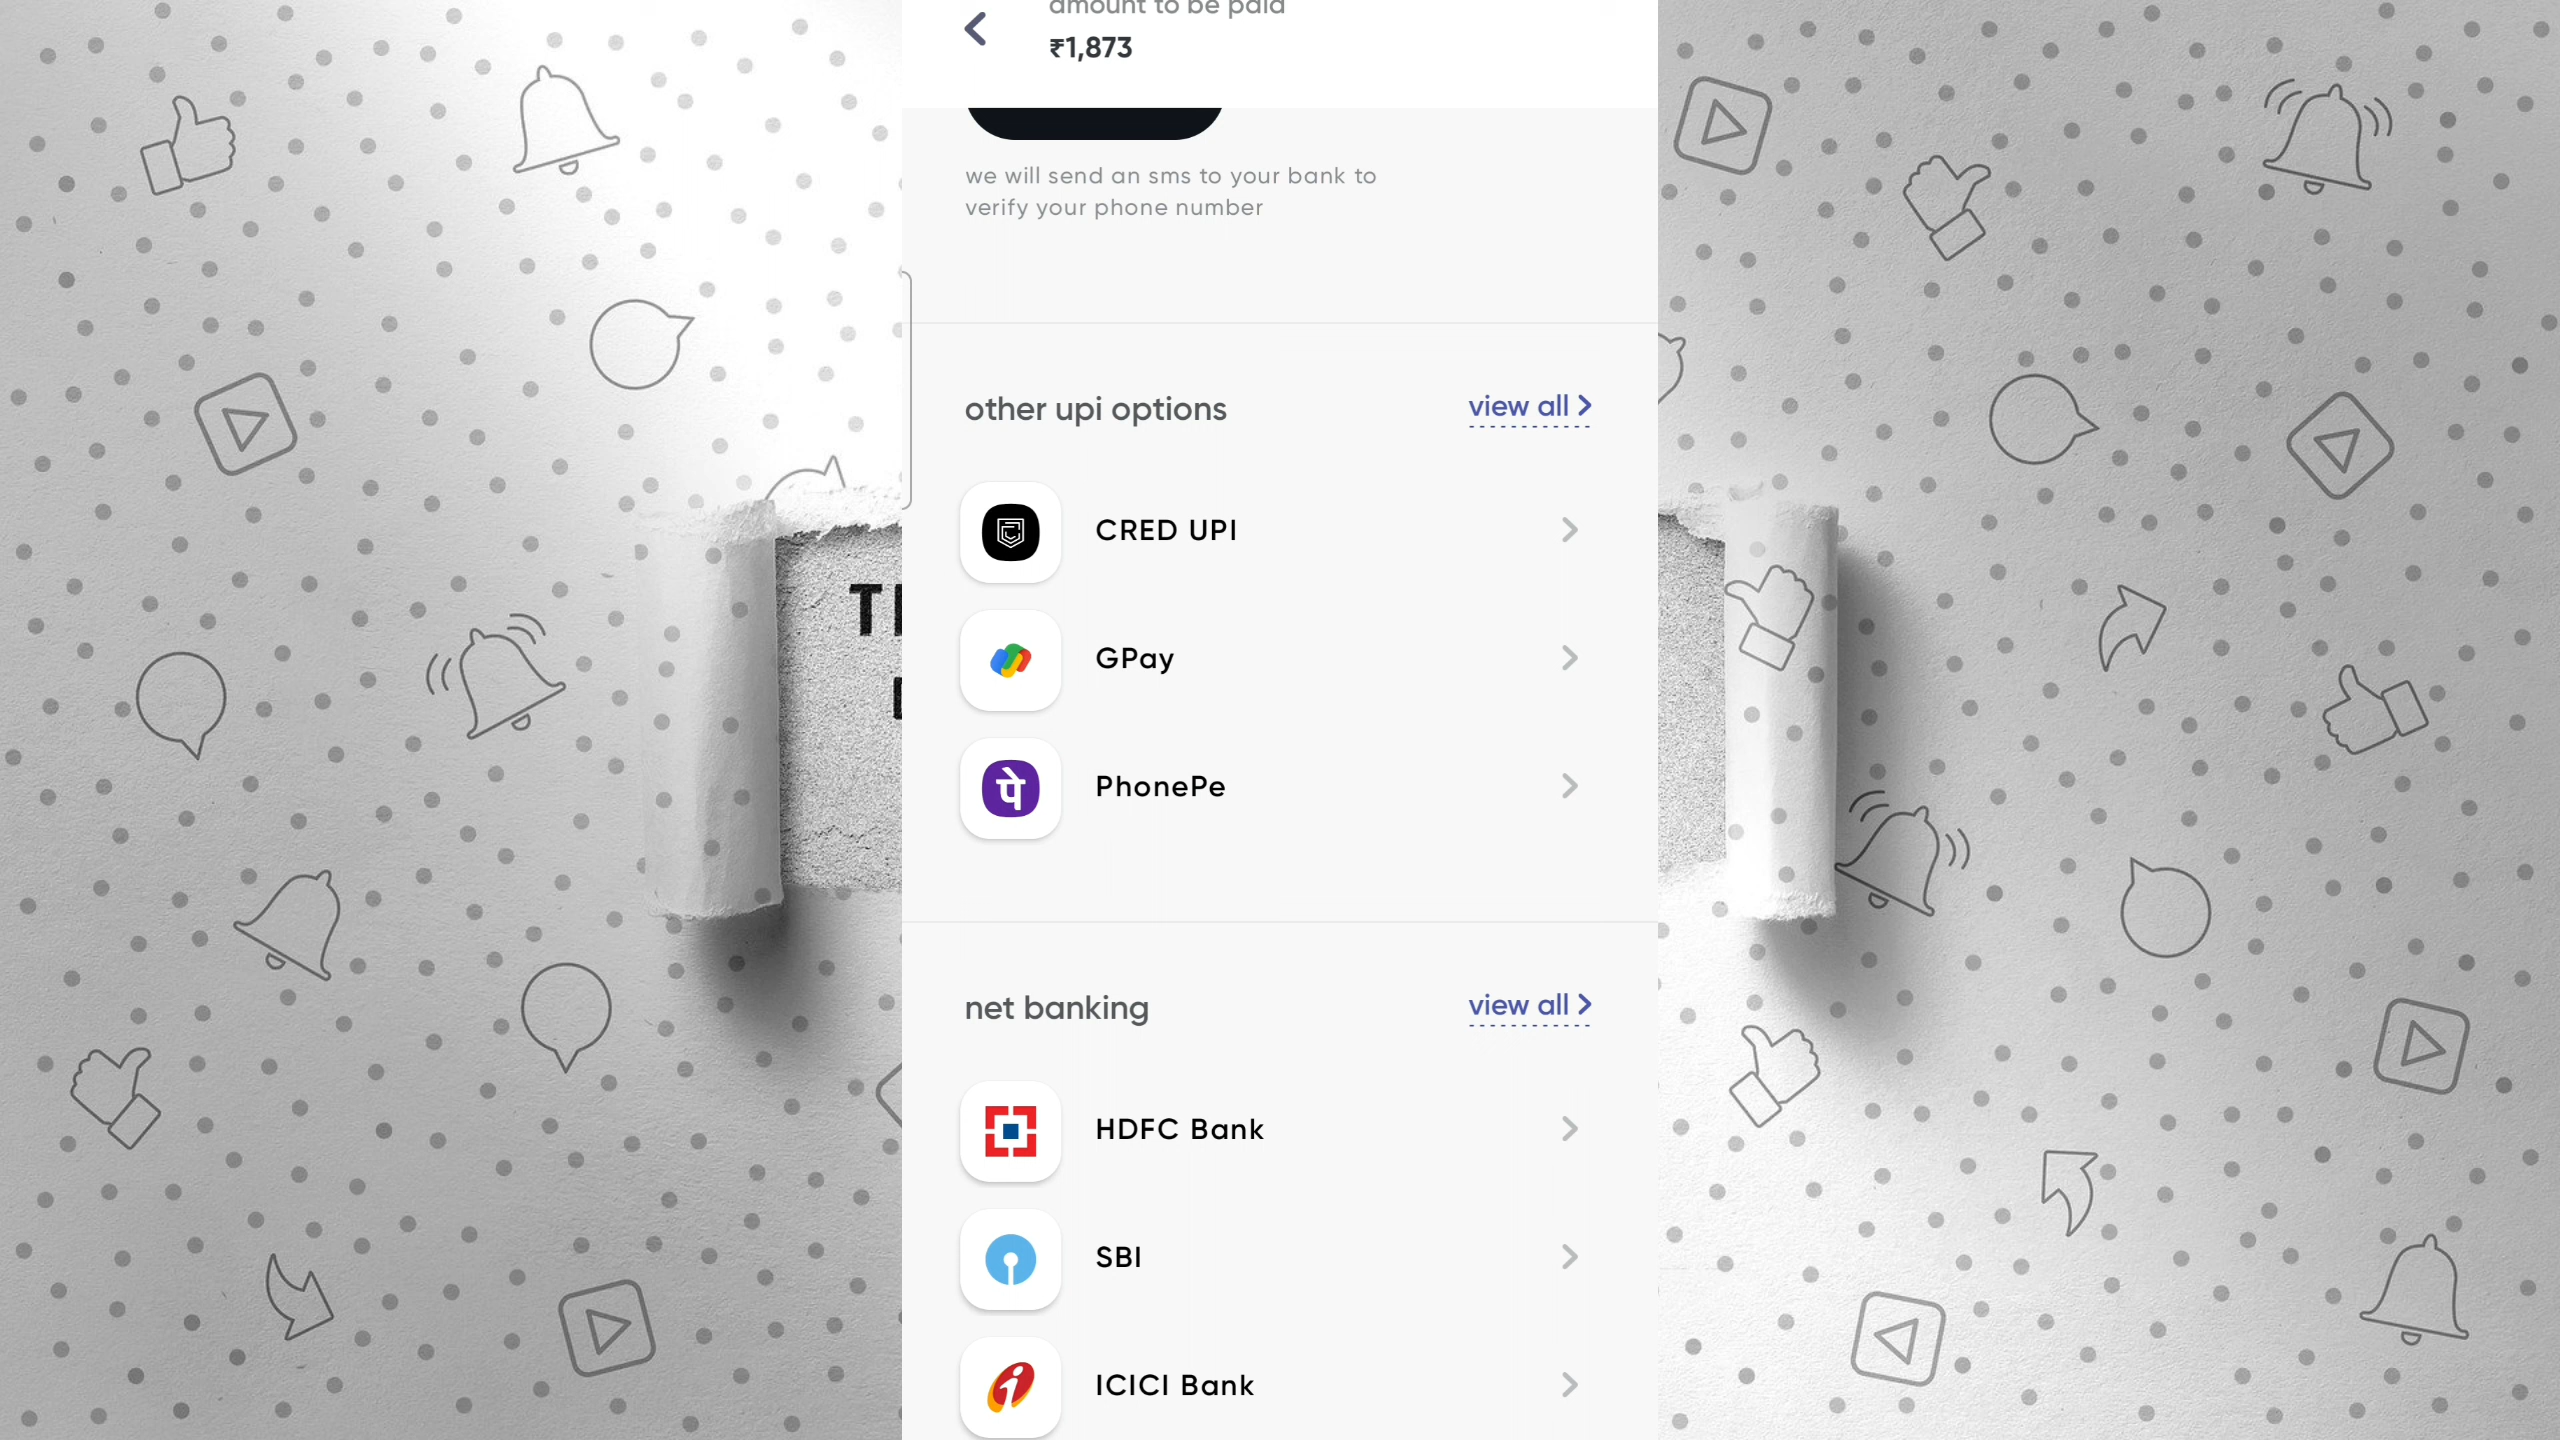 amount to be paid
₹1,873
we will send an sms to your bank to
verify your phone number
other upi options
view all
CRED UPI
GPay
पे
PhonePe
net banking
view all
HDFC Bank
SBI
ICICI Bank